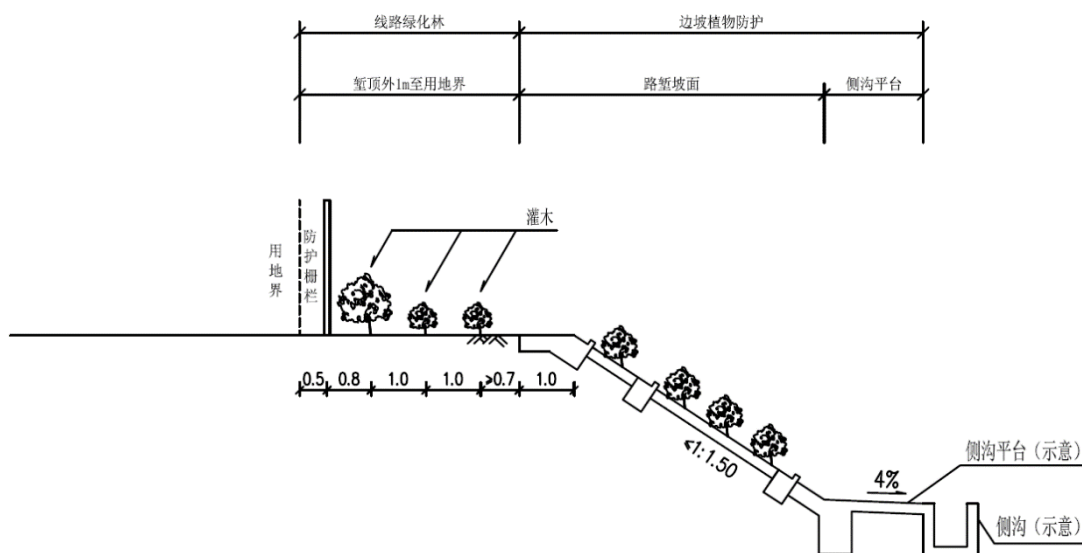 线路绿化林
边坡植物防护
堑顶外1m至用地界
路堑坡面
侧沟平台
灌木
用地界
防护栅栏
0.5
0.8
1.0
1.0
>0.7
1.0
<1:1.50
4%
侧沟平台（示意）
侧沟（示意）